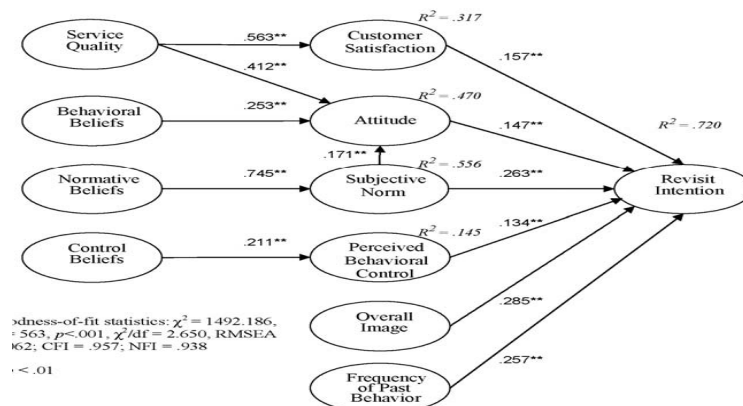 R² = .317
Service
Quality
.563**
Customer
Satisfaction
.157**
.412**
R² = .470
R² = .720
Behavioral
Beliefs
.253**
Attitude
.147**
.171**
R² = .556
Normative
Beliefs
.745**
Subjective
Norm
.263**
Revisit
Intention
R² = .145
Control
Beliefs
.211**
Perceived
Behavioral
Control
.134**
odness-of-fit statistics: χ² = 1492.186,
= 563, p<.001, χ²/df = 2.650, RMSEA
062; CFI = .957; NFI = .938
< .01
Overall
Image
.285**
Frequency
of Past
Behavior
.257**